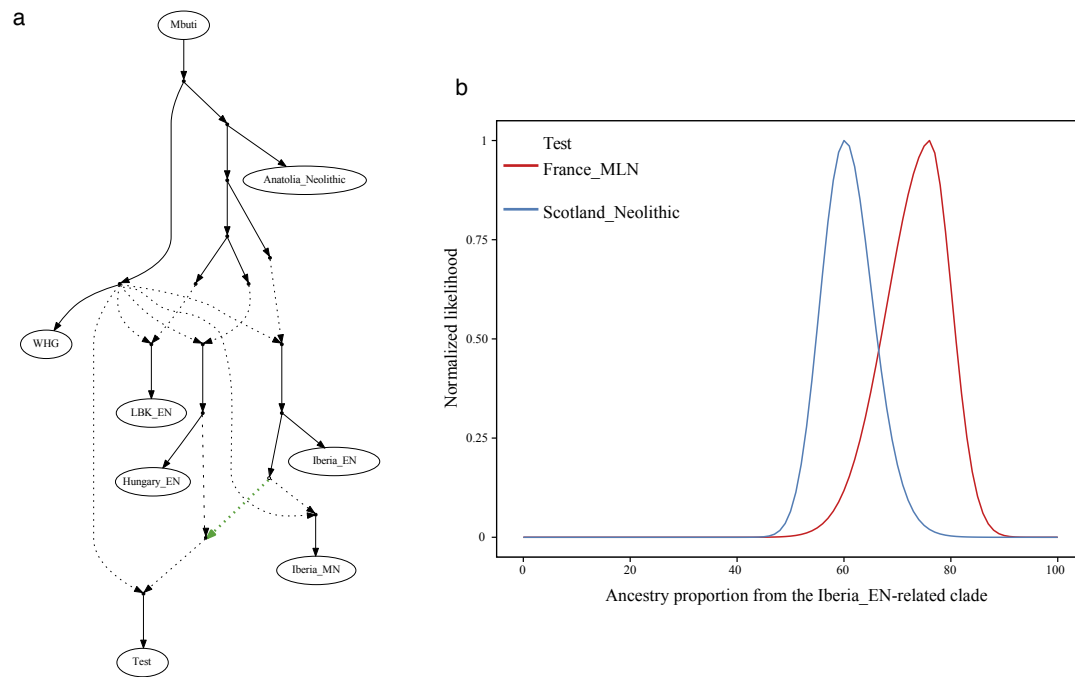 a
Mbuti
Anatolia_Neolithic
WHG
LBK_EN
Iberia_EN
Hungary_EN
Iberia_MN
Test
b
Test
France_MLN
Scotland_Neolithic
Normalized likelihood
1
0.75
0.50
0.25
0
0 20 40 60 80 100
Ancestry proportion from the Iberia_EN-related clade